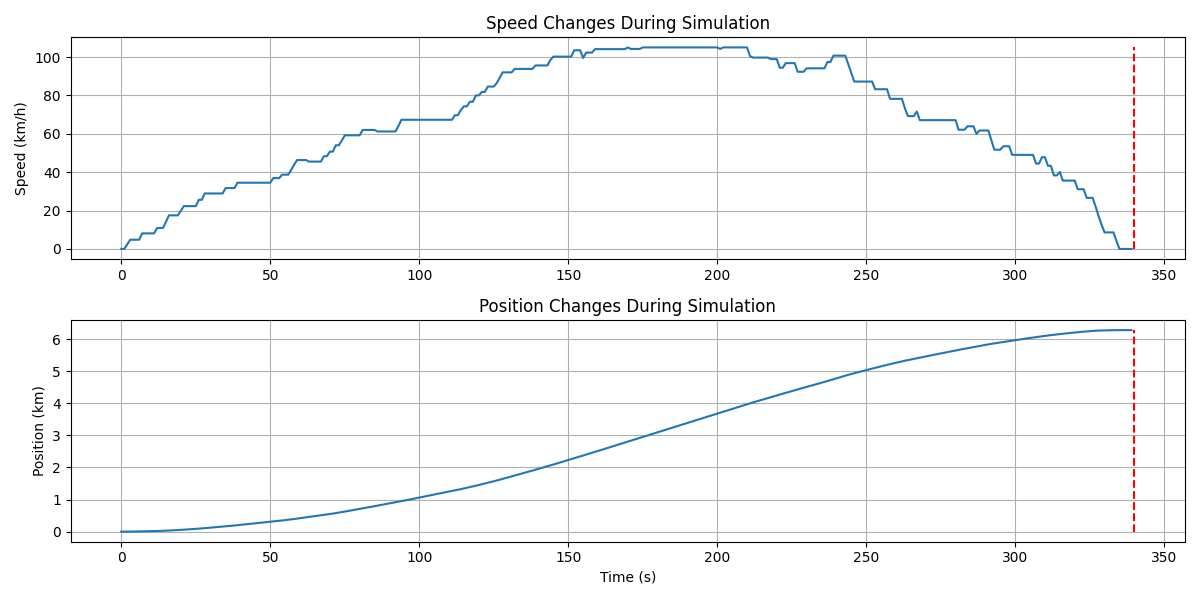 Speed Changes During Simulation
Speed (km/h)
100
80
60
40
20
0
0 50 100 150 200 250 300 350
Position Changes During Simulation
Position (km)
6
5
4
3
2
1
0
0 50 100 150 200 250 300 350
Time (s)